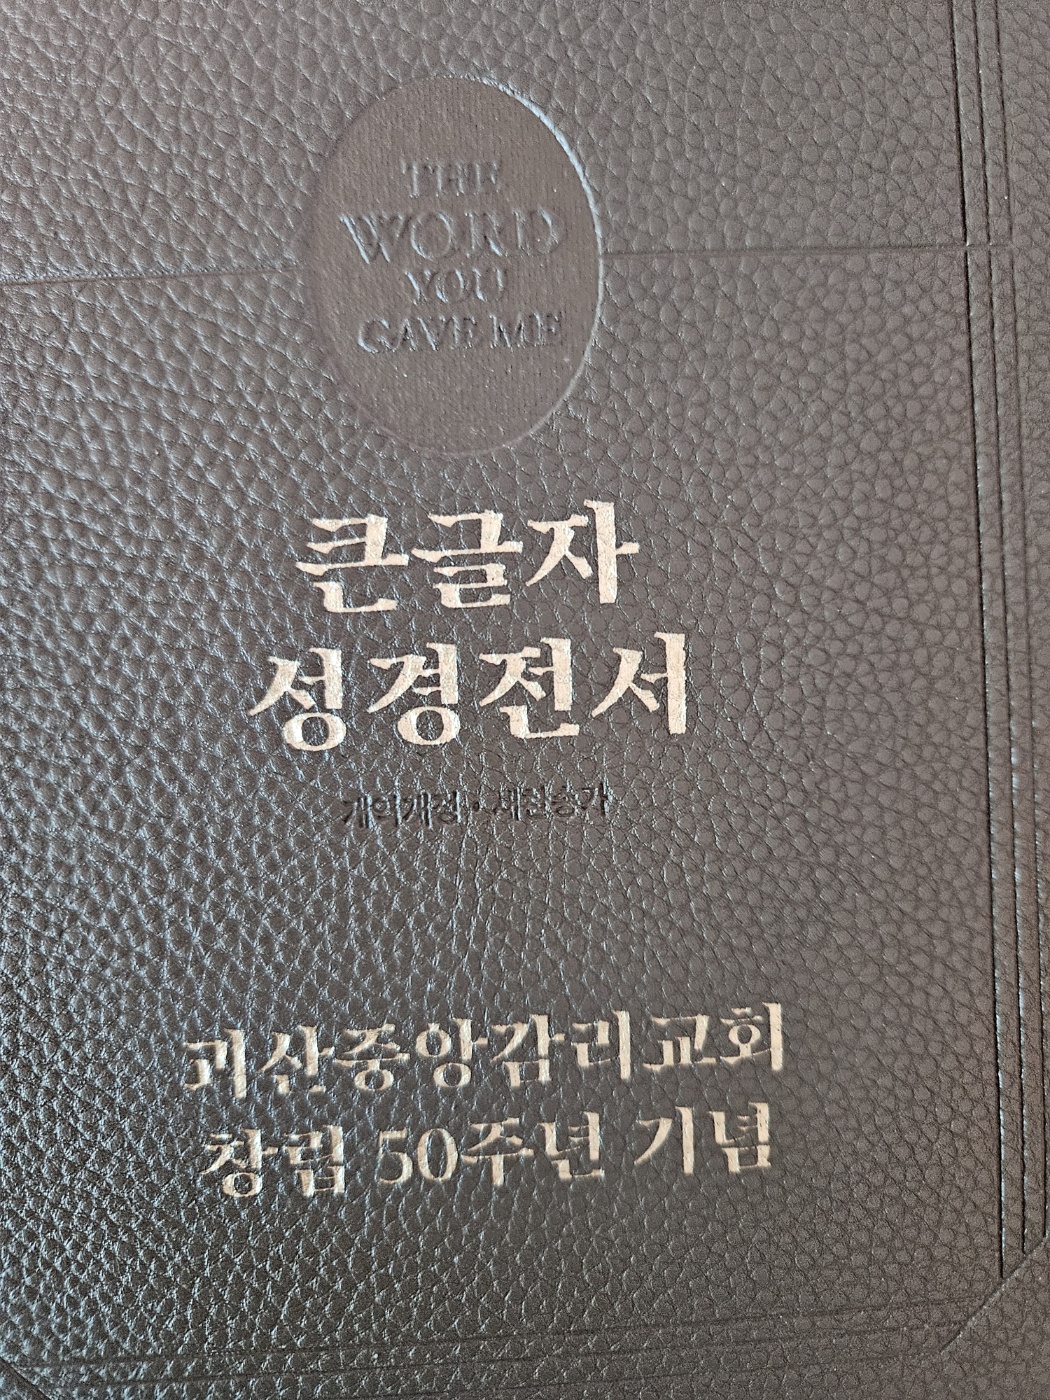 THE
WORD
YOU
GAVE ME
큰글자
성경전서
개역개정 · 새찬송가
괴산중앙감리교회
창립 50주년 기념